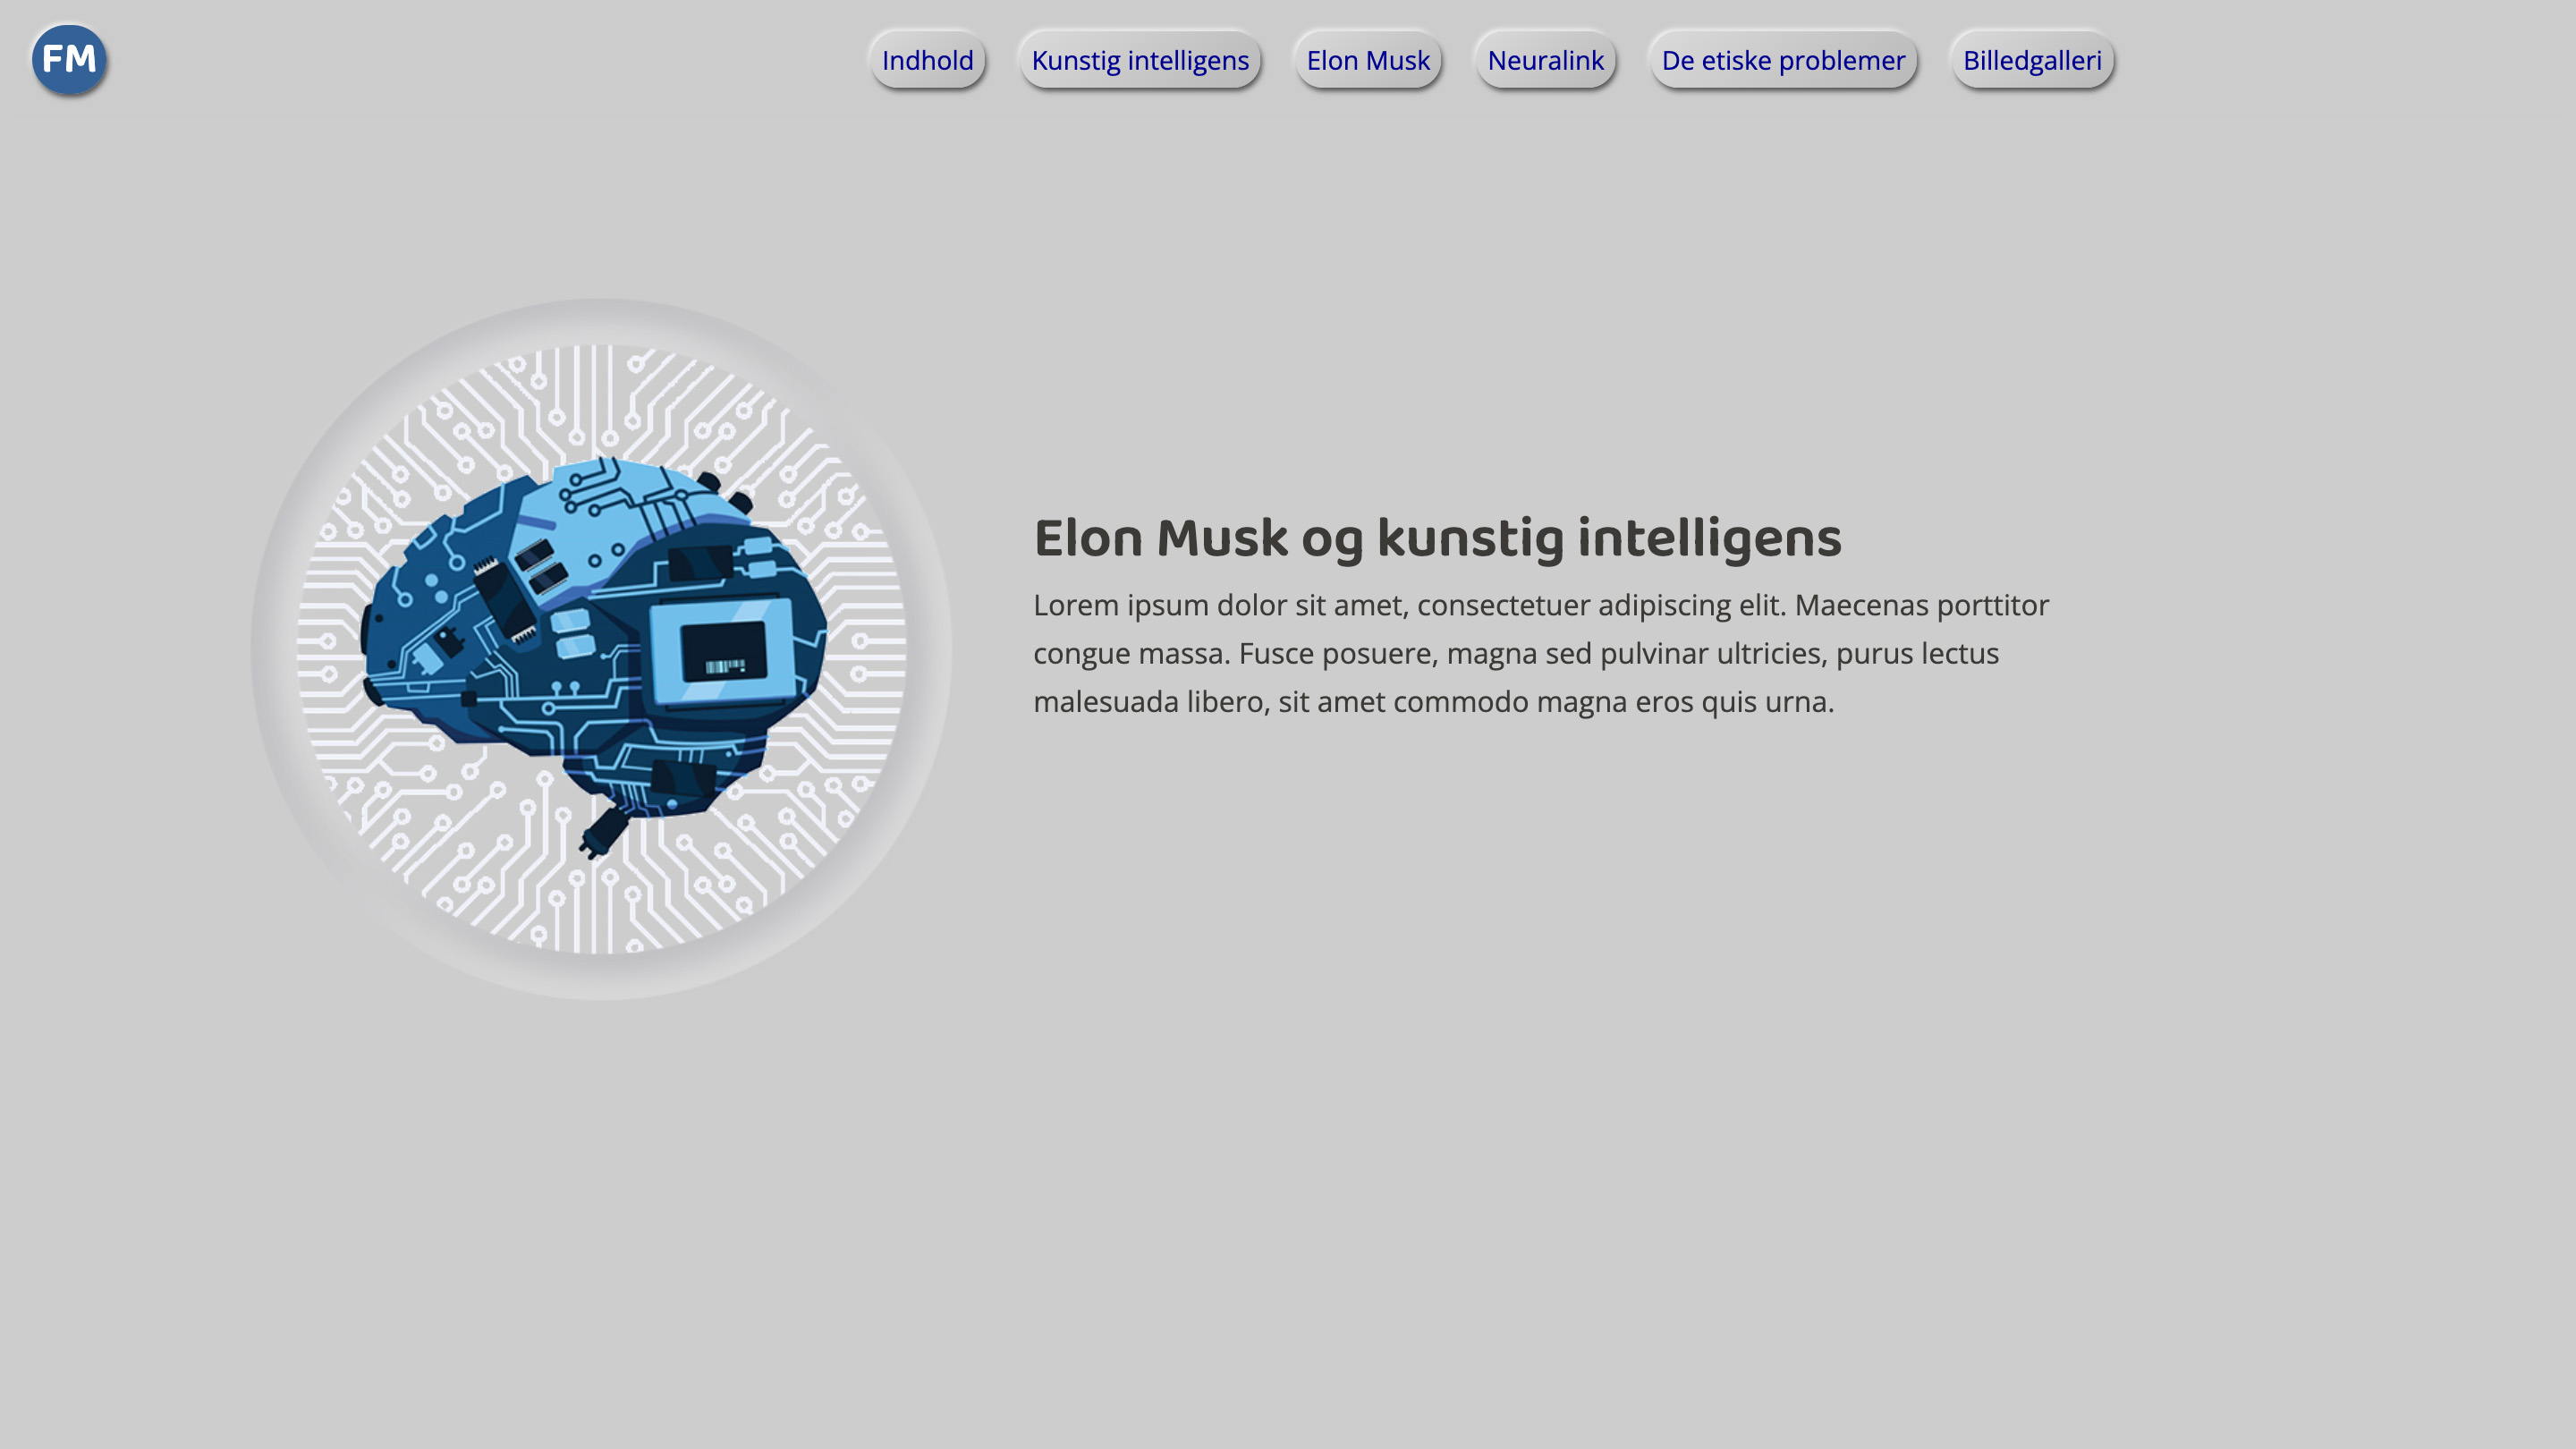 FM
Indhold
Kunstig intelligens
Elon Musk
Neuralink
De etiske problemer
Billedgalleri
Elon Musk og kunstig intelligens
Lorem ipsum dolor sit amet, consectetuer adipiscing elit. Maecenas porttitor
congue massa. Fusce posuere, magna sed pulvinar ultricies, purus lectus
malesuada libero, sit amet commodo magna eros quis urna.